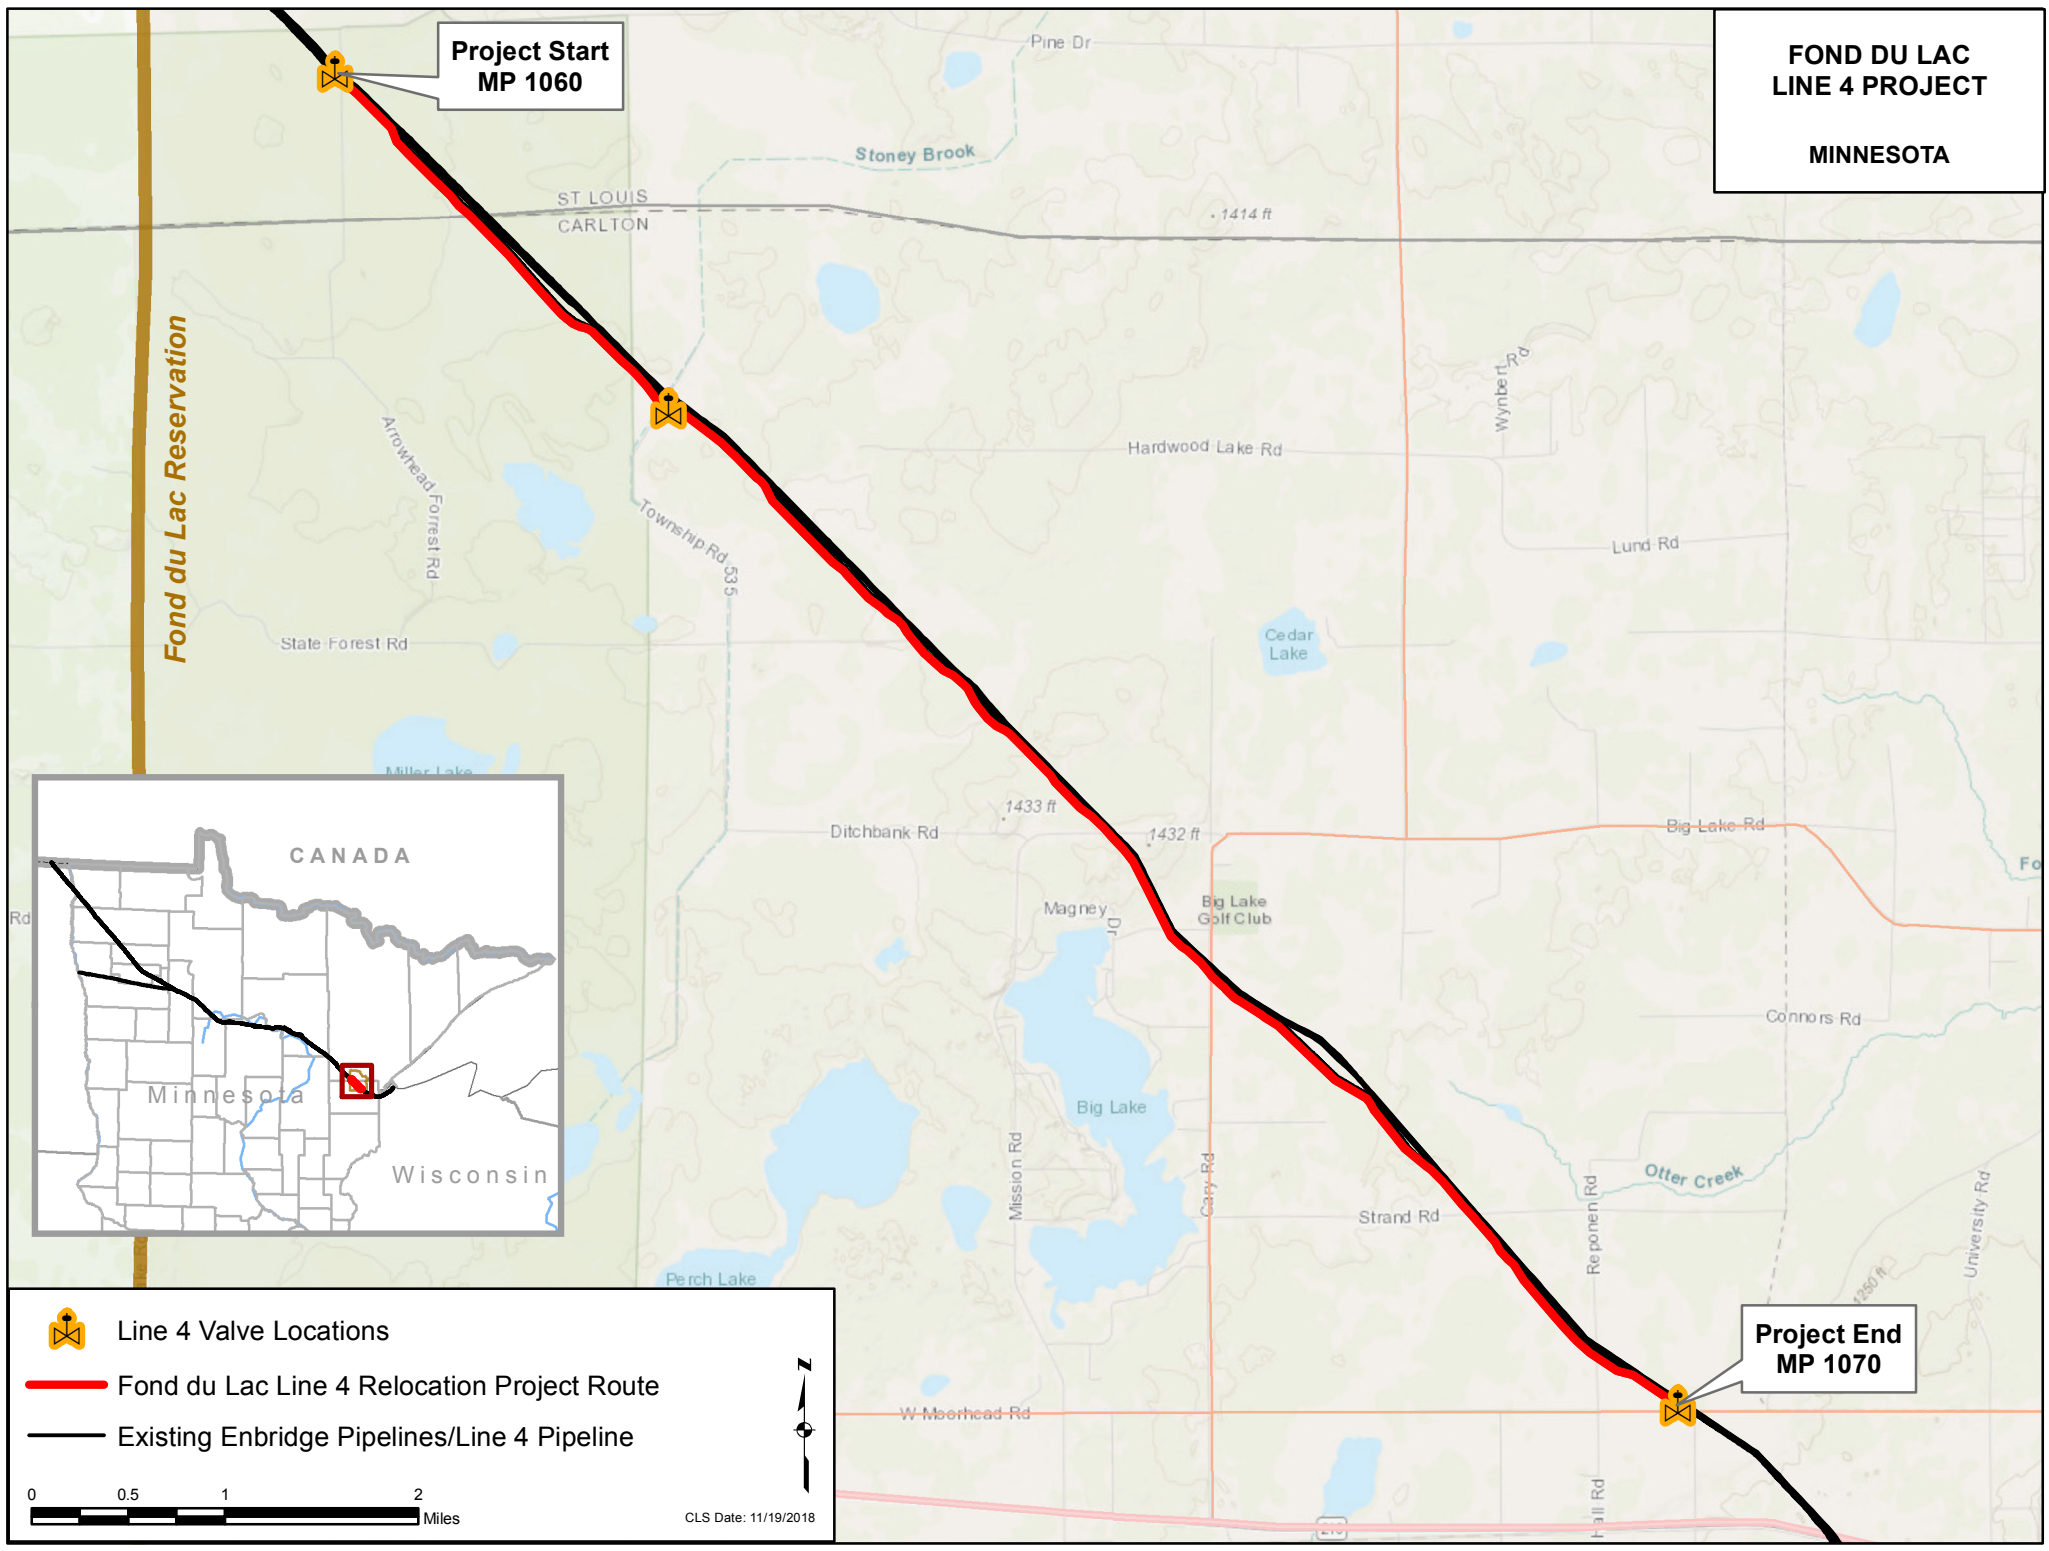 Project Start
MP 1060
FOND DU LAC
LINE 4 PROJECT
MINNESOTA
Pine Dr
Stoney Brook
ST LOUIS
CARLTON
1414 ft
Fond du Lac Reservation
Arrowhead Forrest Rd
Wynbert Rd
Hardwood Lake Rd
Township Rd 535
Lund Rd
State Forest Rd
Cedar
Lake
Miller Lake
1433 ft
Ditchbank Rd
1432 ft
Big Lake Rd
Fo
Rd
Magney Dr
Big Lake
Golf Club
Connors Rd
CANADA
Minnesota
Wisconsin
Big Lake
Mission Rd
Cary Rd
Strand Rd
Reponen Rd
Otter Creek
University Rd
1250 ft
Perch Lake
Project End
MP 1070
W Moorhead Rd
Hall Rd
Line 4 Valve Locations
Fond du Lac Line 4 Relocation Project Route
Existing Enbridge Pipelines/Line 4 Pipeline
N
0 0.5 1 2
Miles
CLS Date: 11/19/2018